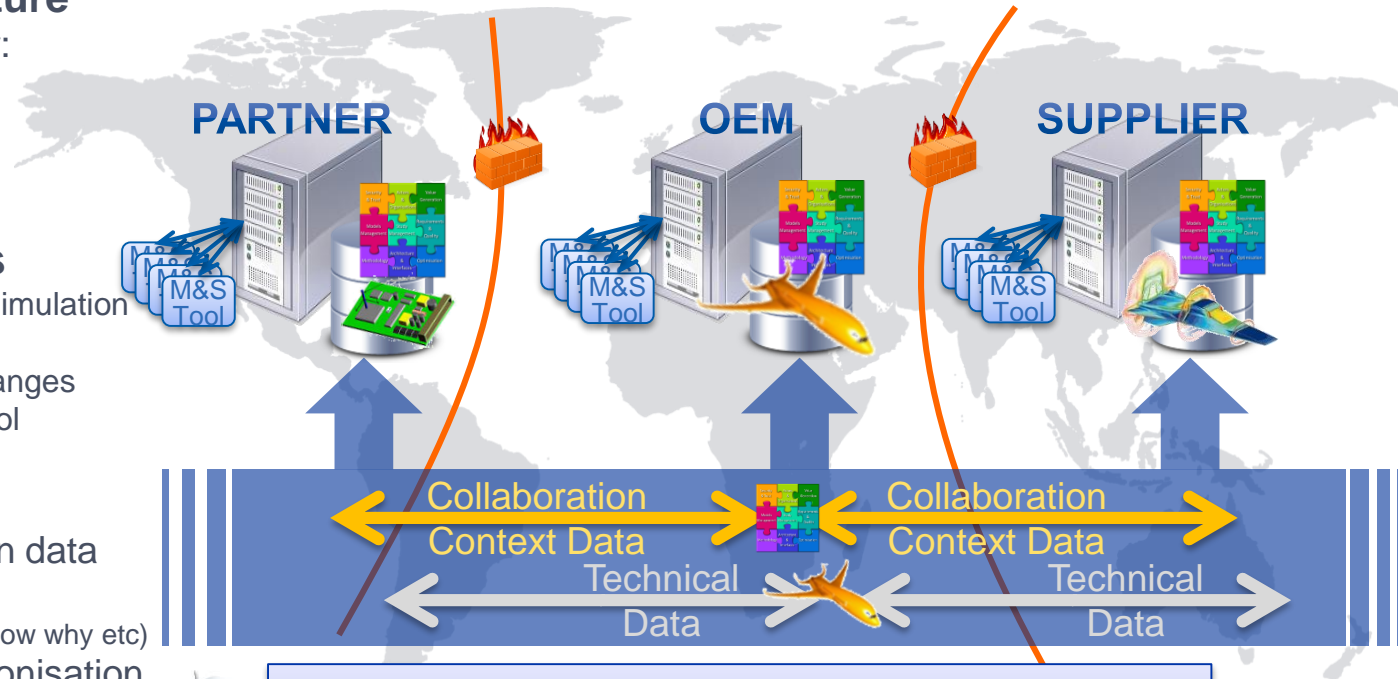 ture
:
PARTNER
OEM
SUPPLIER
s
M&S
Tool
M&S
Tool
M&S
Tool
imulation
anges
ol
Collaboration
Context Data
Collaboration
Context Data
n data
Technical
Data
Technical
Data
ow why etc)
onisation